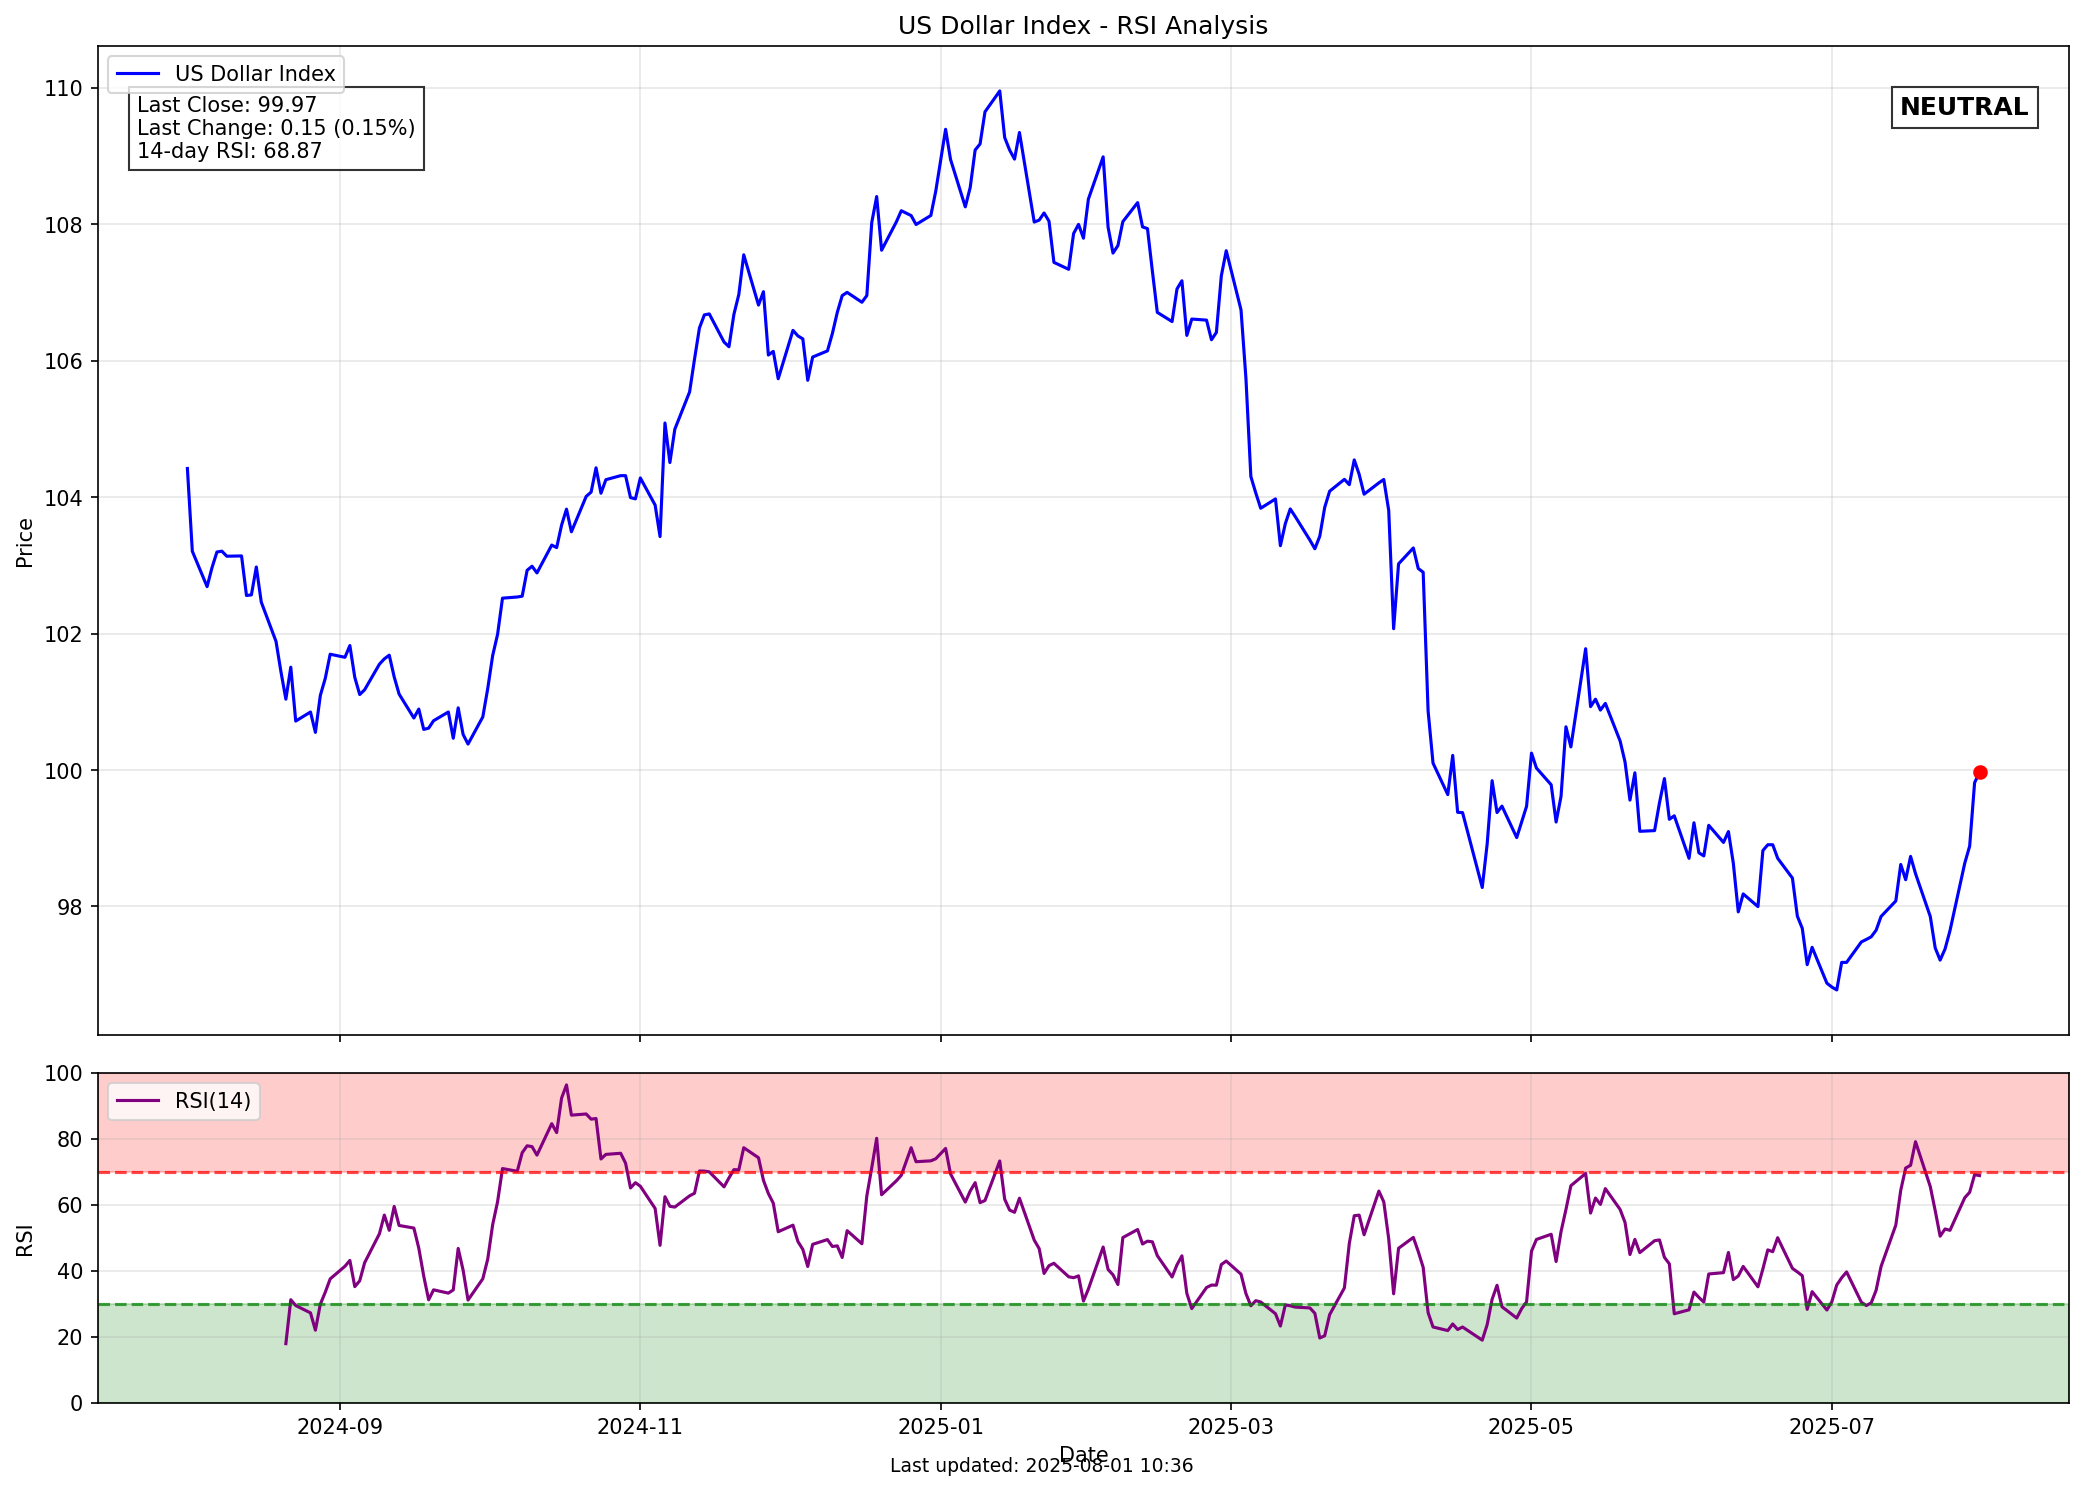 US Dollar Index - RSI Analysis
US Dollar Index
Last Close: 99.97
Last Change: 0.15 (0.15%)
14-day RSI: 68.87
NEUTRAL
Price
110
108
106
104
102
100
98
RSI(14)
RSI
100
80
60
40
20
0
2024-09
2024-11
2025-01
2025-03
2025-05
2025-07
Date
Last updated: 2025-08-01 10:36